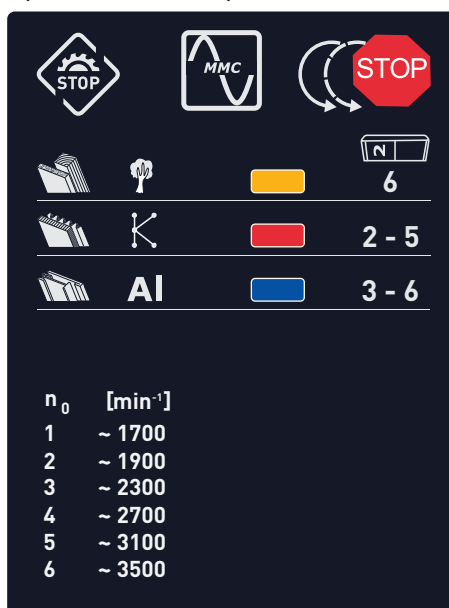 STOP
MMC
STOP
2
6
2 - 5
Al
3 - 6
n0 [min-1]
1 ~ 1700
2 ~ 1900
3 ~ 2300
4 ~ 2700
5 ~ 3100
6 ~ 3500